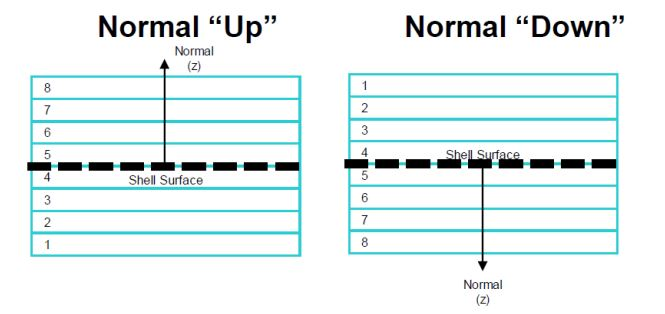 Normal “Up”
Normal
(z)
8
7
6
5
4
Shell Surface
3
2
1
Normal “Down”
1
2
3
4
Shell Surface
5
6
7
8
Normal
(z)